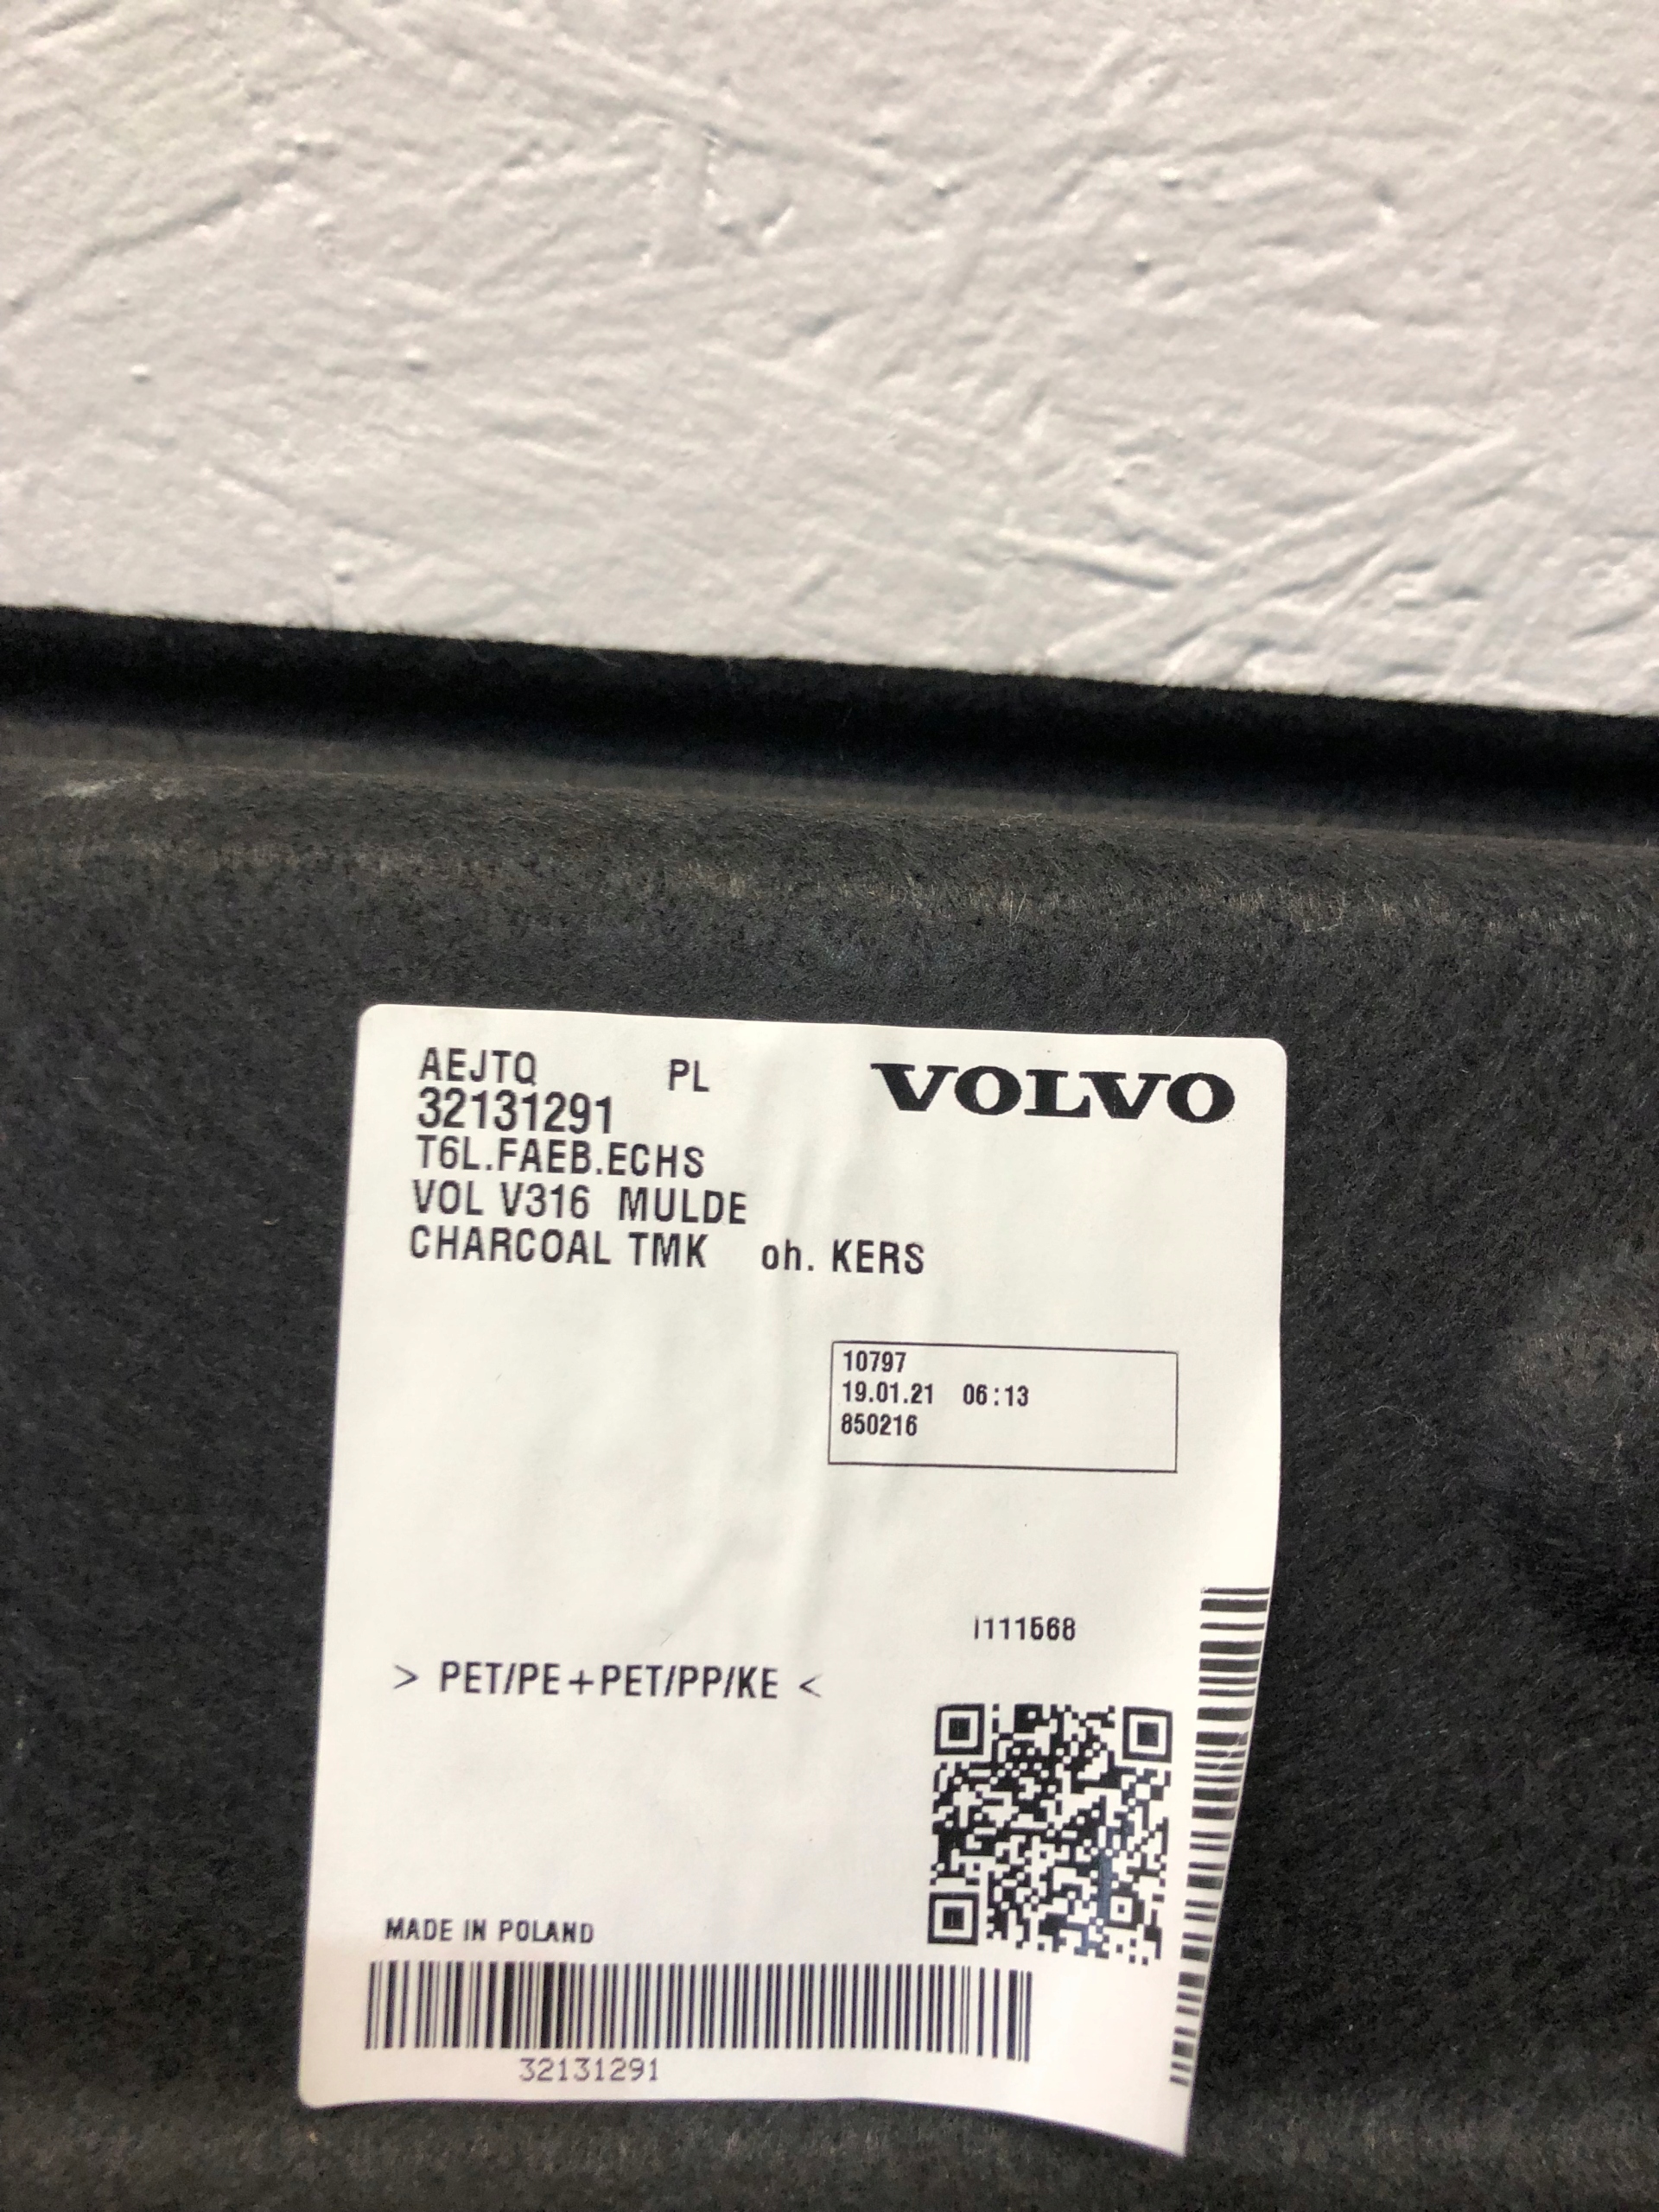 AEJTQ PL VOLVO
32131291
T6L.FAEB.ECHS
VOL V316 MULDE
CHARCOAL TMK oh. KERS
10797
19.01.21 06:13
850216
1111568
> PET/PE+PET/PP/KE <
MADE IN POLAND
32131291